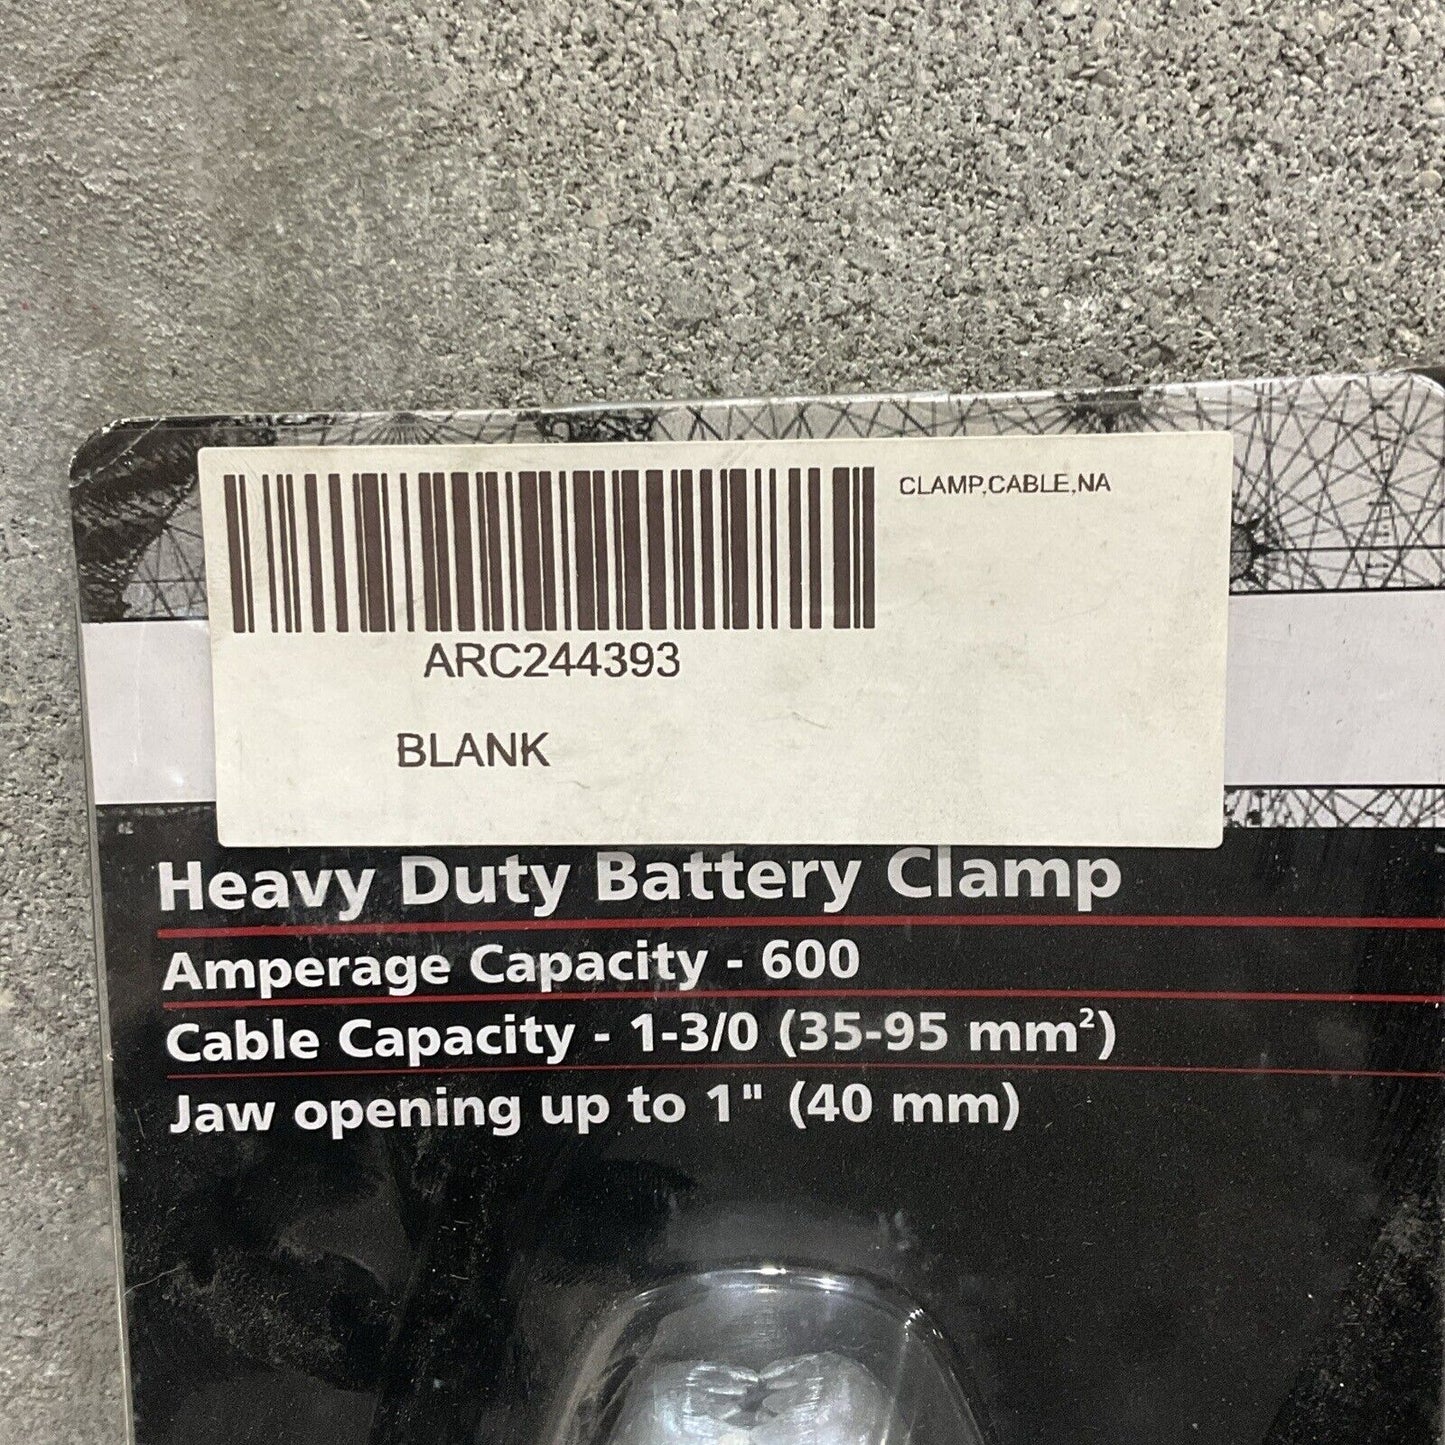 CLAMP,CABLE,NA
ARC244393
BLANK
Heavy Duty Battery Clamp
Amperage Capacity - 600
Cable Capacity - 1-3/0 (35-95 mm²)
Jaw opening up to 1" (40 mm)